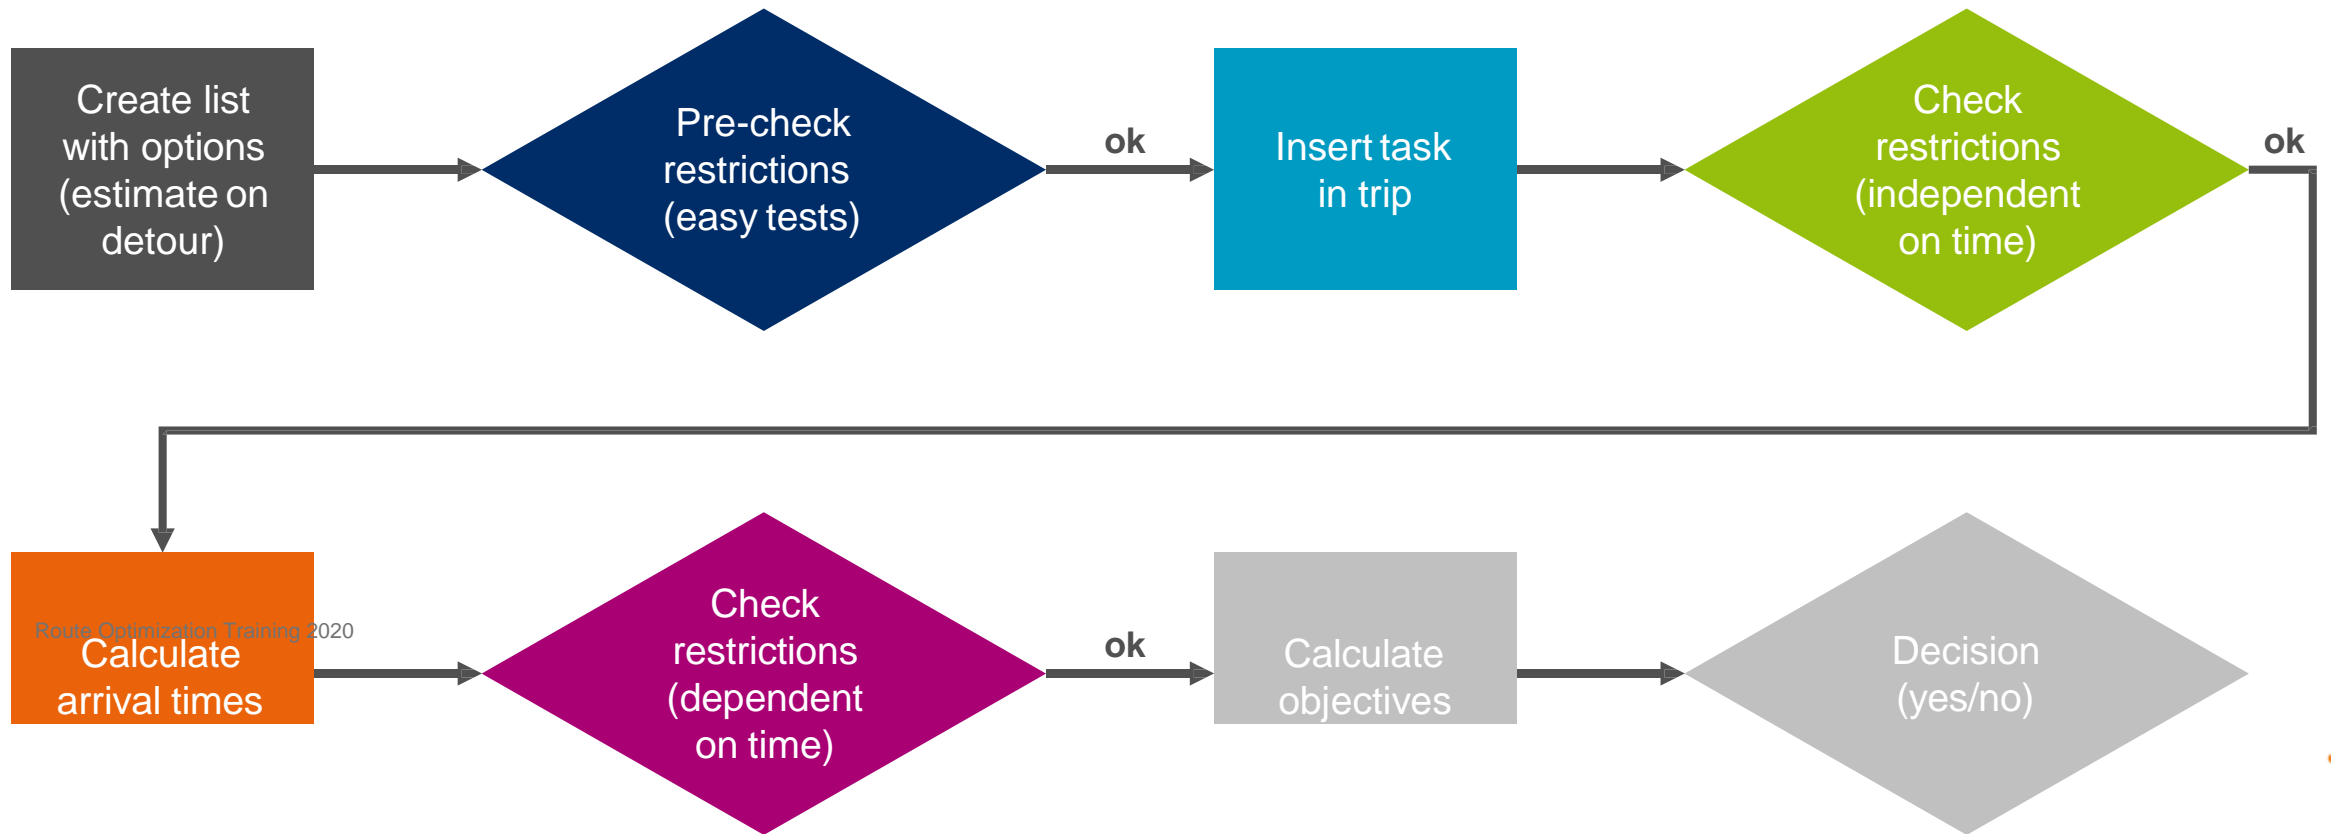 Create list
with options
(estimate on
detour)
Pre-check
restrictions
(easy tests)
ok
Insert task
in trip
Check
restrictions
(independent
on time)
ok
Route Optimization Training 2020
Calculate
arrival times
Check
restrictions
(dependent
on time)
ok
Calculate
objectives
Decision
(yes/no)